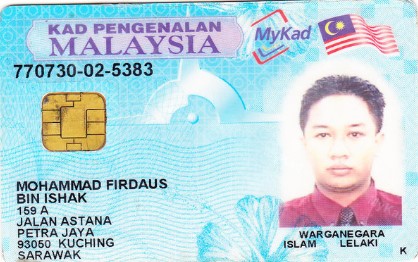 KAD PENGENALAN
MALAYSIA
MyKad
770730-02-5383
MOHAMMAD FIRDAUS
BIN ISHAK
159 A
JALAN ASTANA
PETRA JAYA
93050 KUCHING
SARAWAK
WARGANEGARA
ISLAM LELAKI
K